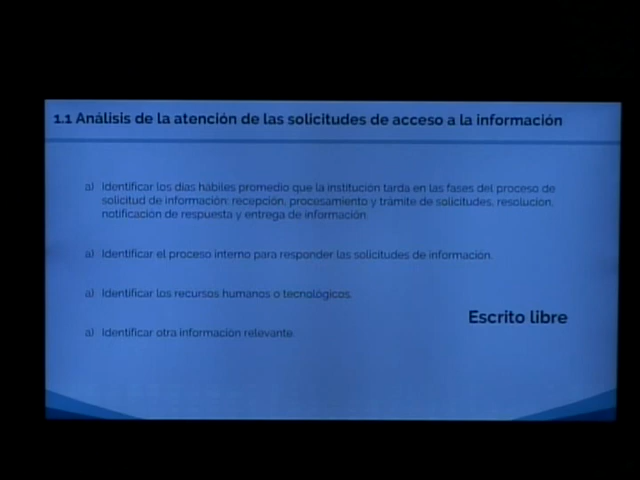 1.1 Análisis de la atención de las solicitudes de acceso a la información
a) Identificar los días hábiles promedio que la institución tarda en las fases del proceso de
solicitud de información: recepción, procesamiento y trámite de solicitudes, resolución,
notificación de respuesta y entrega de información.
a) Identificar el proceso interno para responder las solicitudes de información.
a) Identificar los recursos humanos o tecnológicos.
Escrito libre
a) Identificar otra información relevante.